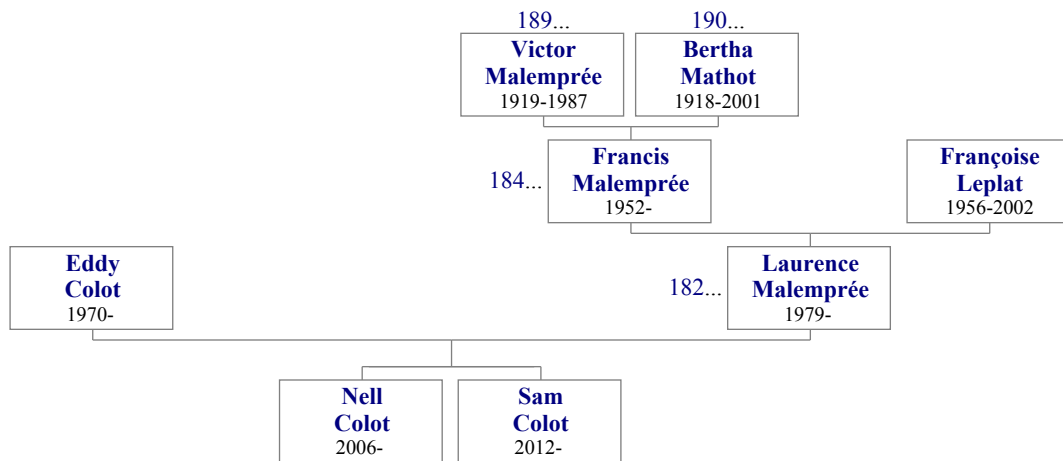 189...
190...
Victor
Malemprée
1919-1987
Bertha
Mathot
1918-2001
184...
Francis
Malemprée
1952-
Françoise
Leplat
1956-2002
Eddy
Colot
1970-
182...
Laurence
Malemprée
1979-
Nell
Colot
2006-
Sam
Colot
2012-